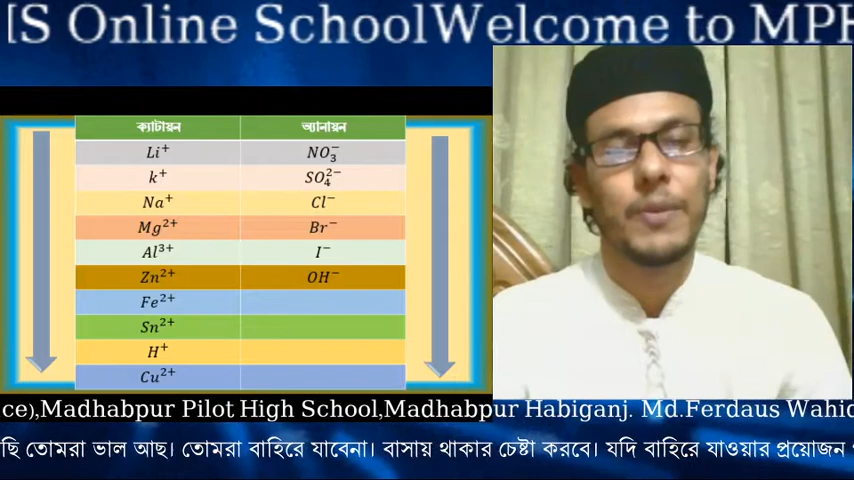 [S Online SchoolWelcome to MPH
ক্যাটায়ন অ্যানায়ন
Li⁺ NO₃⁻
k⁺ SO₄²⁻
Na⁺ Cl⁻
Mg²⁺ Br⁻
Al³⁺ I⁻
Zn²⁺ OH⁻
Fe²⁺
Sn²⁺
H⁺
Cu²⁺
ce),Madhabpur Pilot High School,Madhabpur Habiganj. Md.Ferdaus Wahid
ছি তোমরা ভাল আছ। তোমরা বাহিরে যাবেনা। বাসায় থাকার চেষ্টা করবে। যদি বাহিরে যাওয়ার প্রয়োজন